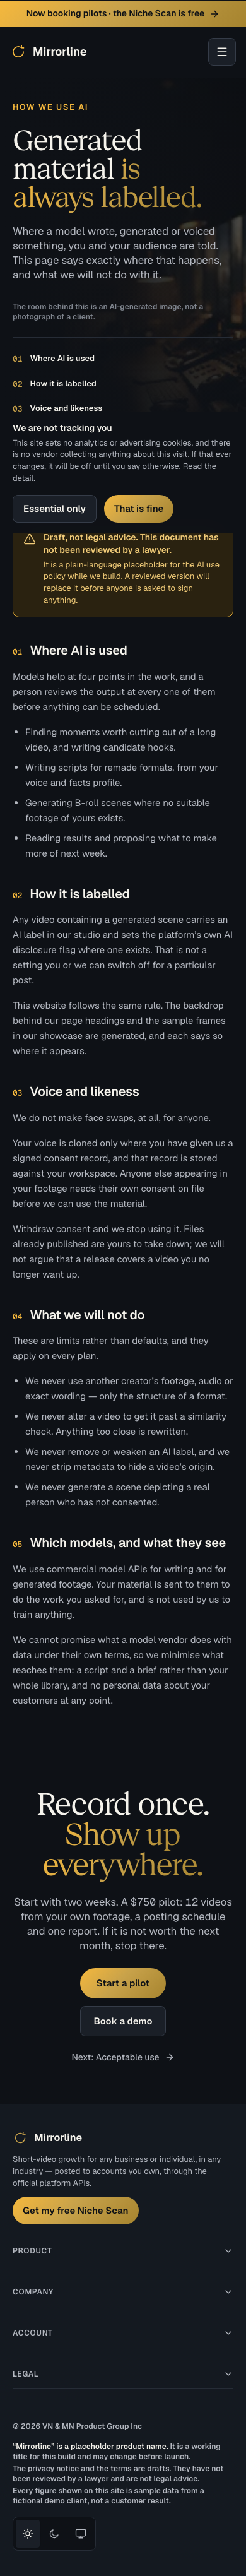 Now booking pilots · the Niche Scan is free →
Mirrorline
HOW WE USE AI
Generated
material is
always labelled.
Where a model wrote, generated or voiced
something, you and your audience are told.
This page says exactly where that happens,
and what we will not do with it.
The room behind this is an AI-generated image, not a
photograph of a client.
01 Where AI is used
02 How it is labelled
03 Voice and likeness
We are not tracking you
This site sets no analytics or advertising cookies, and there
is no vendor collecting anything about this visit. If that ever
changes, it will be off until you say otherwise. Read the
detail.
Essential only
That is fine
Draft, not legal advice. This document has
not been reviewed by a lawyer.
It is a plain-language placeholder for the AI use
policy while we build. A reviewed version will
replace it before anyone is asked to sign
anything.
01 Where AI is used
Models help at four points in the work, and a
person reviews the output at every one of them
before anything can be scheduled.
• Finding moments worth cutting out of a long
video, and writing candidate hooks.
• Writing scripts for remade formats, from your
voice and facts profile.
• Generating B-roll scenes where no suitable
footage of yours exists.
• Reading results and proposing what to make
more of next week.
02 How it is labelled
Any video containing a generated scene carries an
AI label in our studio and sets the platform's own AI
disclosure flag where one exists. That is not a
setting you or we can switch off for a particular
post.
This website follows the same rule. The backdrop
behind our page headings and the sample frames
in our showcase are generated, and each says so
where it appears.
03 Voice and likeness
We do not make face swaps, at all, for anyone.
Your voice is cloned only where you have given us a
signed consent record, and that record is stored
against your workspace. Anyone else appearing in
your footage needs their own consent on file
before we can use the material.
Withdraw consent and we stop using it. Files
already published are yours to take down; we will
not argue that a release covers a video you no
longer want up.
04 What we will not do
These are limits rather than defaults, and they
apply on every plan.
• We never use another creator's footage, audio or
exact wording — only the structure of a format.
• We never alter a video to get it past a similarity
check. Anything too close is rewritten.
• We never remove or weaken an AI label, and we
never strip metadata to hide a video's origin.
• We never generate a scene depicting a real
person who has not consented.
05 Which models, and what they see
We use commercial model APIs for writing and for
generated footage. Your material is sent to them to
do the work you asked for, and is not used by us to
train anything.
We cannot promise what a model vendor does with
data under their own terms, so we minimise what
reaches them: a script and a brief rather than your
whole library, and no personal data about your
customers at any point.
Record once.
Show up
everywhere.
Start with two weeks. A $750 pilot: 12 videos
from your own footage, a posting schedule
and one report. If it is not worth the next
month, stop there.
Start a pilot
Book a demo
Next: Acceptable use →
Mirrorline
Short-video growth for any business or individual, in any
industry — posted to accounts you own, through the
official platform APIs.
Get my free Niche Scan
PRODUCT
COMPANY
ACCOUNT
LEGAL
© 2026 VN & MN Product Group Inc
"Mirrorline" is a placeholder product name. It is a working
title for this build and may change before launch.
The privacy notice and the terms are drafts. They have not
been reviewed by a lawyer and are not legal advice.
Every figure shown on this site is sample data from a
fictional demo client, not a customer result.